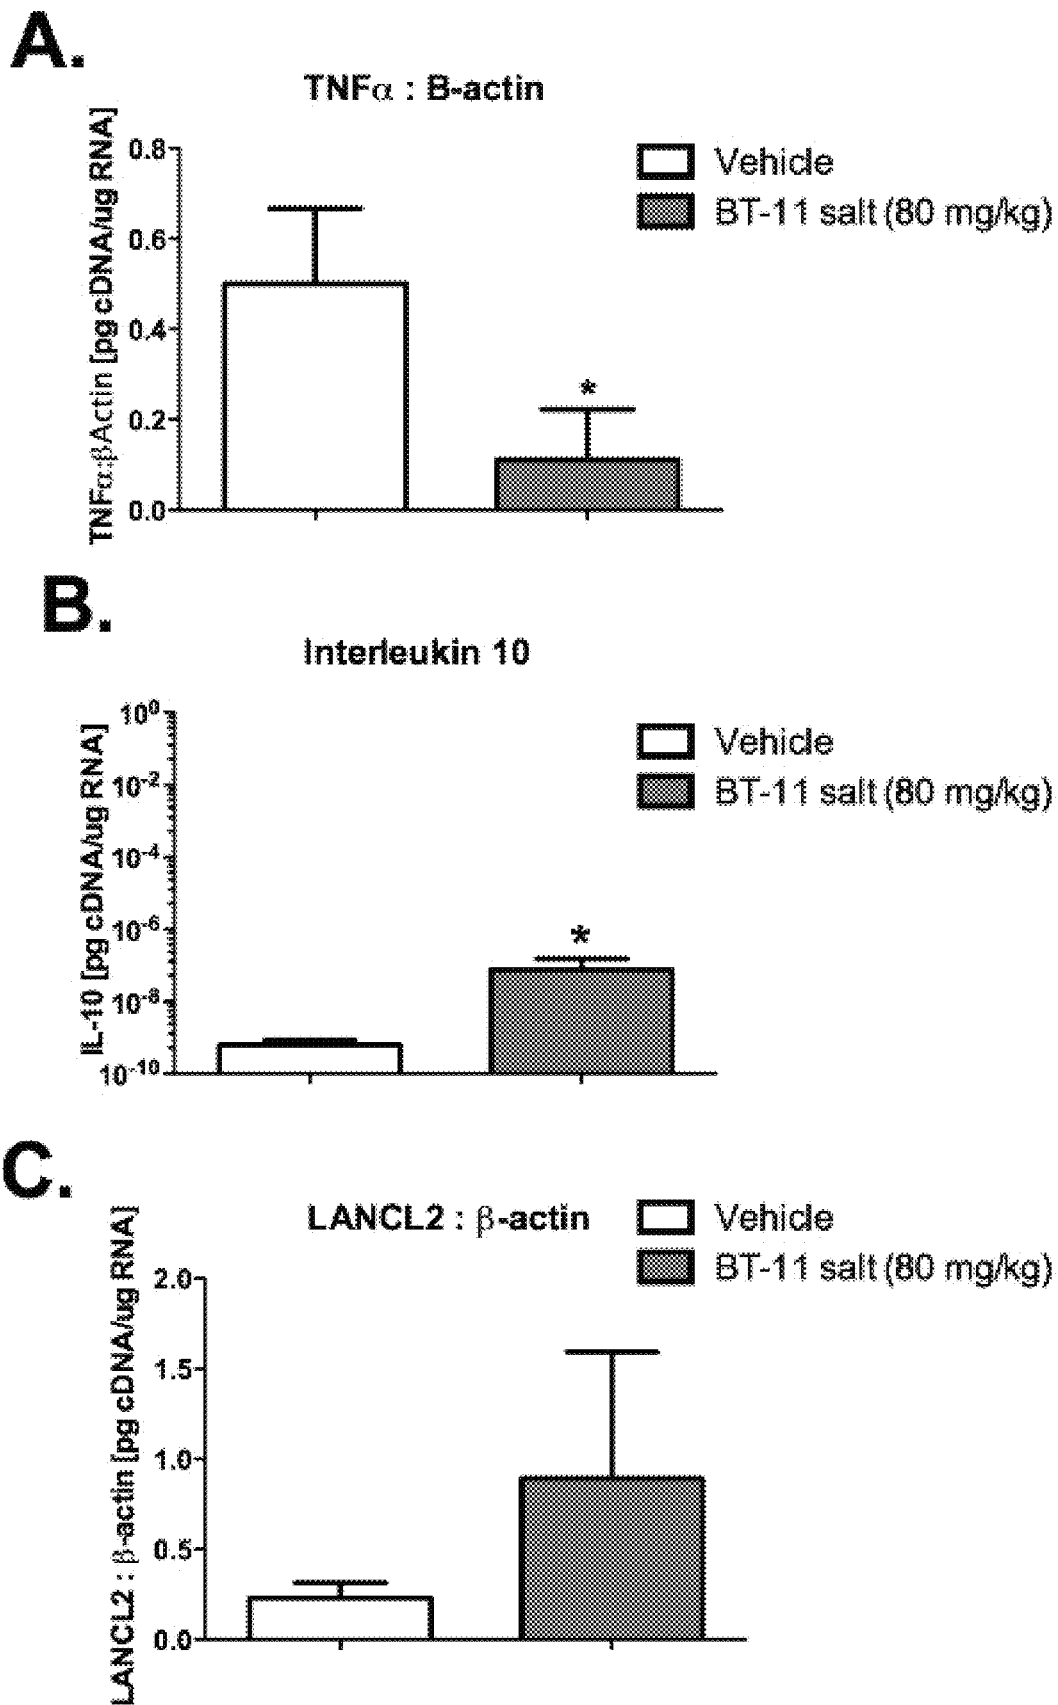 A.
TNFα : B-actin
TNFα:βActin [pg cDNA/ug RNA]
0.8
0.6
0.4
0.2
0.0
*
Vehicle
BT-11 salt (80 mg/kg)
B.
Interleukin 10
IL-10 [pg cDNA/ug RNA]
10⁰
10⁻²
10⁻⁴
10⁻⁶
10⁻⁸
10⁻¹⁰
*
Vehicle
BT-11 salt (80 mg/kg)
C.
LANCL2 : β-actin
LANCL2 : β-actin [pg cDNA/ug RNA]
2.0
1.5
1.0
0.5
0.0
Vehicle
BT-11 salt (80 mg/kg)